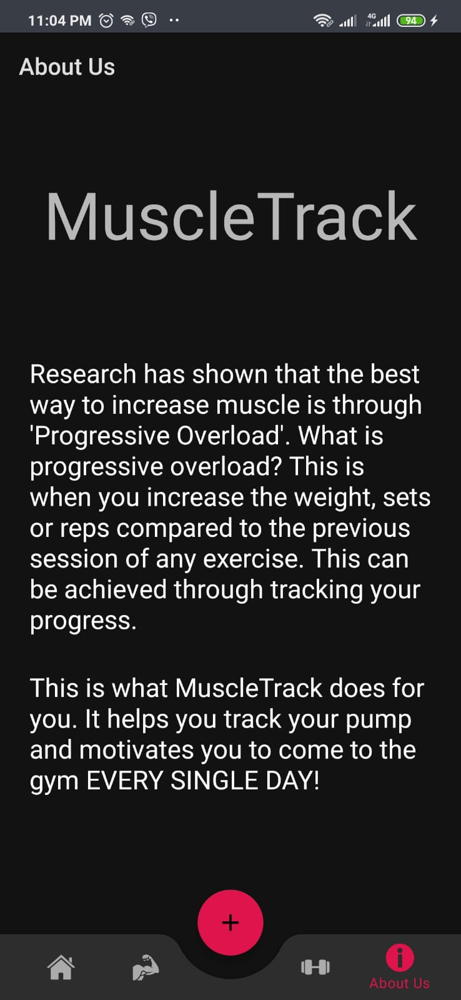 11:04 PM
4G
94
About Us
MuscleTrack
Research has shown that the best
way to increase muscle is through
'Progressive Overload'. What is
progressive overload? This is
when you increase the weight, sets
or reps compared to the previous
session of any exercise. This can
be achieved through tracking your
progress.
This is what MuscleTrack does for
you. It helps you track your pump
and motivates you to come to the
gym EVERY SINGLE DAY!
+
About Us